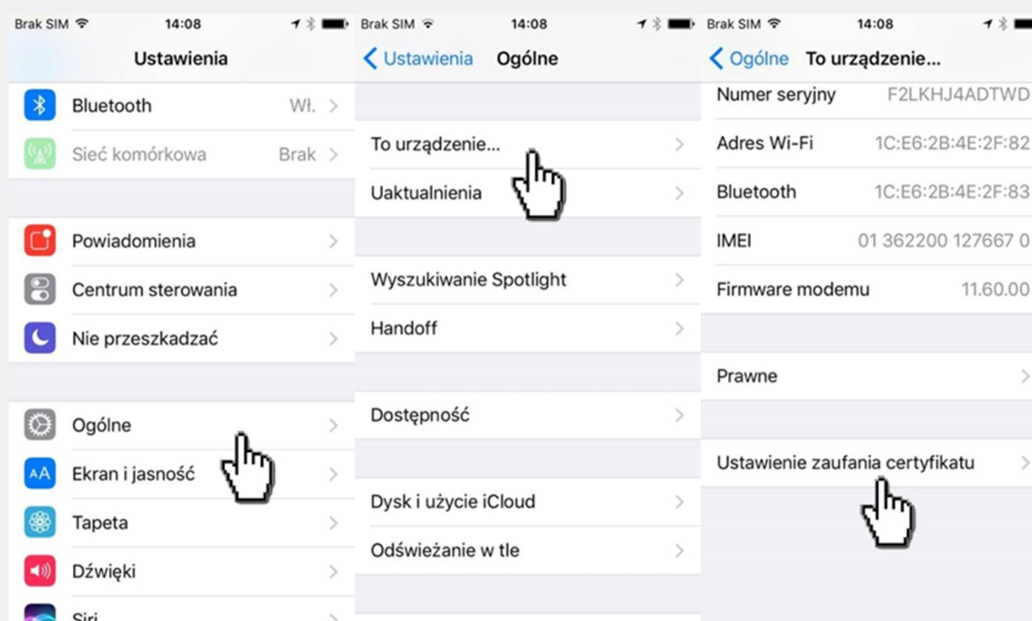 Brak SIM 14:08
Ustawienia
Bluetooth Wł.
Sieć komórkowa Brak
Powiadomienia
Centrum sterowania
Nie przeszkadzać
Ogólne
AA Ekran i jasność
Tapeta
Dźwięki
Siri
Brak SIM 14:08
Ustawienia Ogólne
To urządzenie...
Uaktualnienia
Wyszukiwanie Spotlight
Handoff
Dostępność
Dysk i użycie iCloud
Odświeżanie w tle
Brak SIM 14:08
Ogólne To urządzenie...
Numer seryjny F2LKHJ4ADTWD
Adres Wi-Fi 1C:E6:2B:4E:2F:82
Bluetooth 1C:E6:2B:4E:2F:83
IMEI 01 362200 127667 0
Firmware modemu 11.60.00
Prawne
Ustawienie zaufania certyfikatu